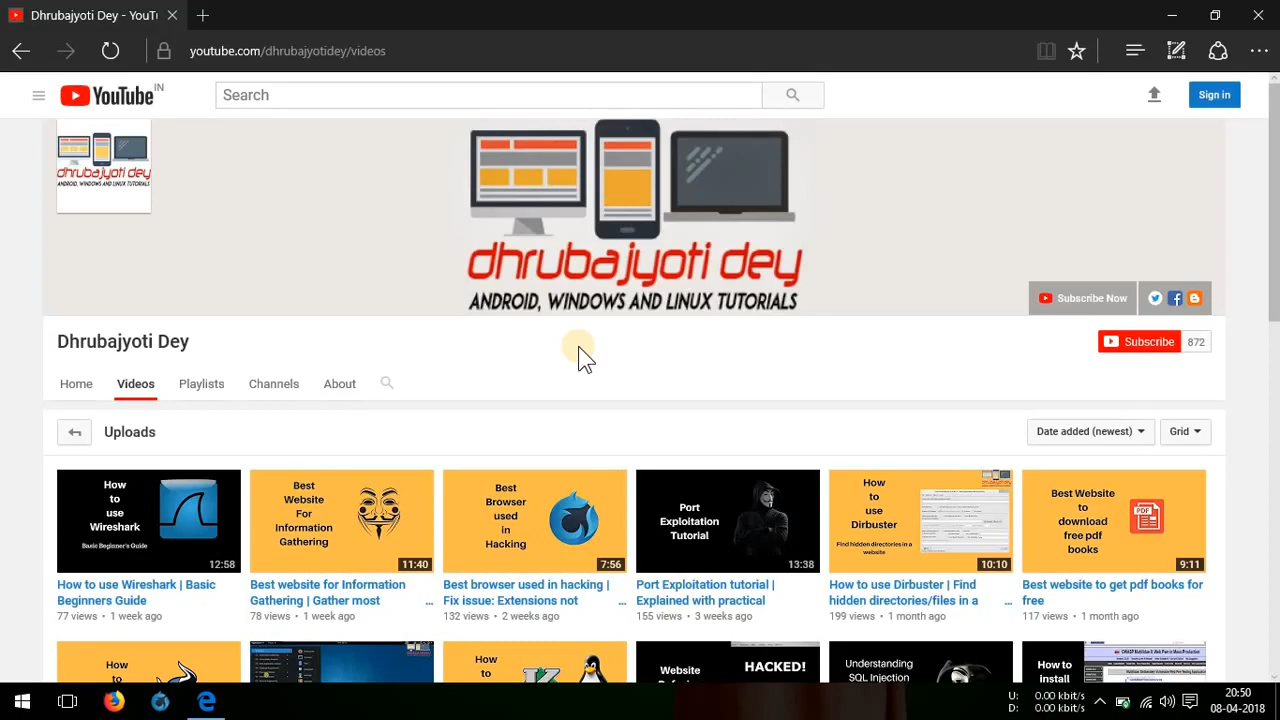 Dhrubajyoti Dey - YouTu
youtube.com/dhrubajyotidey/videos
YouTube IN
Search
Sign in
dhrubajyoti dey
ANDROID, WINDOWS AND LINUX TUTORIALS
dhrubajyoti dey
ANDROID, WINDOWS AND LINUX TUTORIALS
Subscribe Now
Dhrubajyoti Dey
Subscribe 872
Home Videos Playlists Channels About
Uploads
Date added (newest) Grid
How
to
use
Wireshark
Basic Beginner's Guide
12:58
Best
Website
For
Information
Gathering
11:40
Best
Browser
used
in
Hacking
7:56
Port
Exploitation
Tutorial
13:38
How
to
use
Dirbuster
Find hidden directories in a
website
10:10
Best Website
to
download
free pdf
books
PDF
9:11
How to use Wireshark | Basic
Beginners Guide
77 views • 1 week ago
Best website for Information
Gathering | Gather most ...
78 views • 1 week ago
Best browser used in hacking |
Fix issue: Extensions not ...
132 views • 2 weeks ago
Port Exploitation tutorial |
Explained with practical
155 views • 3 weeks ago
How to use Dirbuster | Find
hidden directories/files in a ...
199 views • 1 month ago
Best website to get pdf books for
free
117 views • 1 month ago
How
How
to
Website
HACKED!
How to
install
U: 0.00 kbit/s
D: 0.00 kbit/s
20:50
08-04-2018